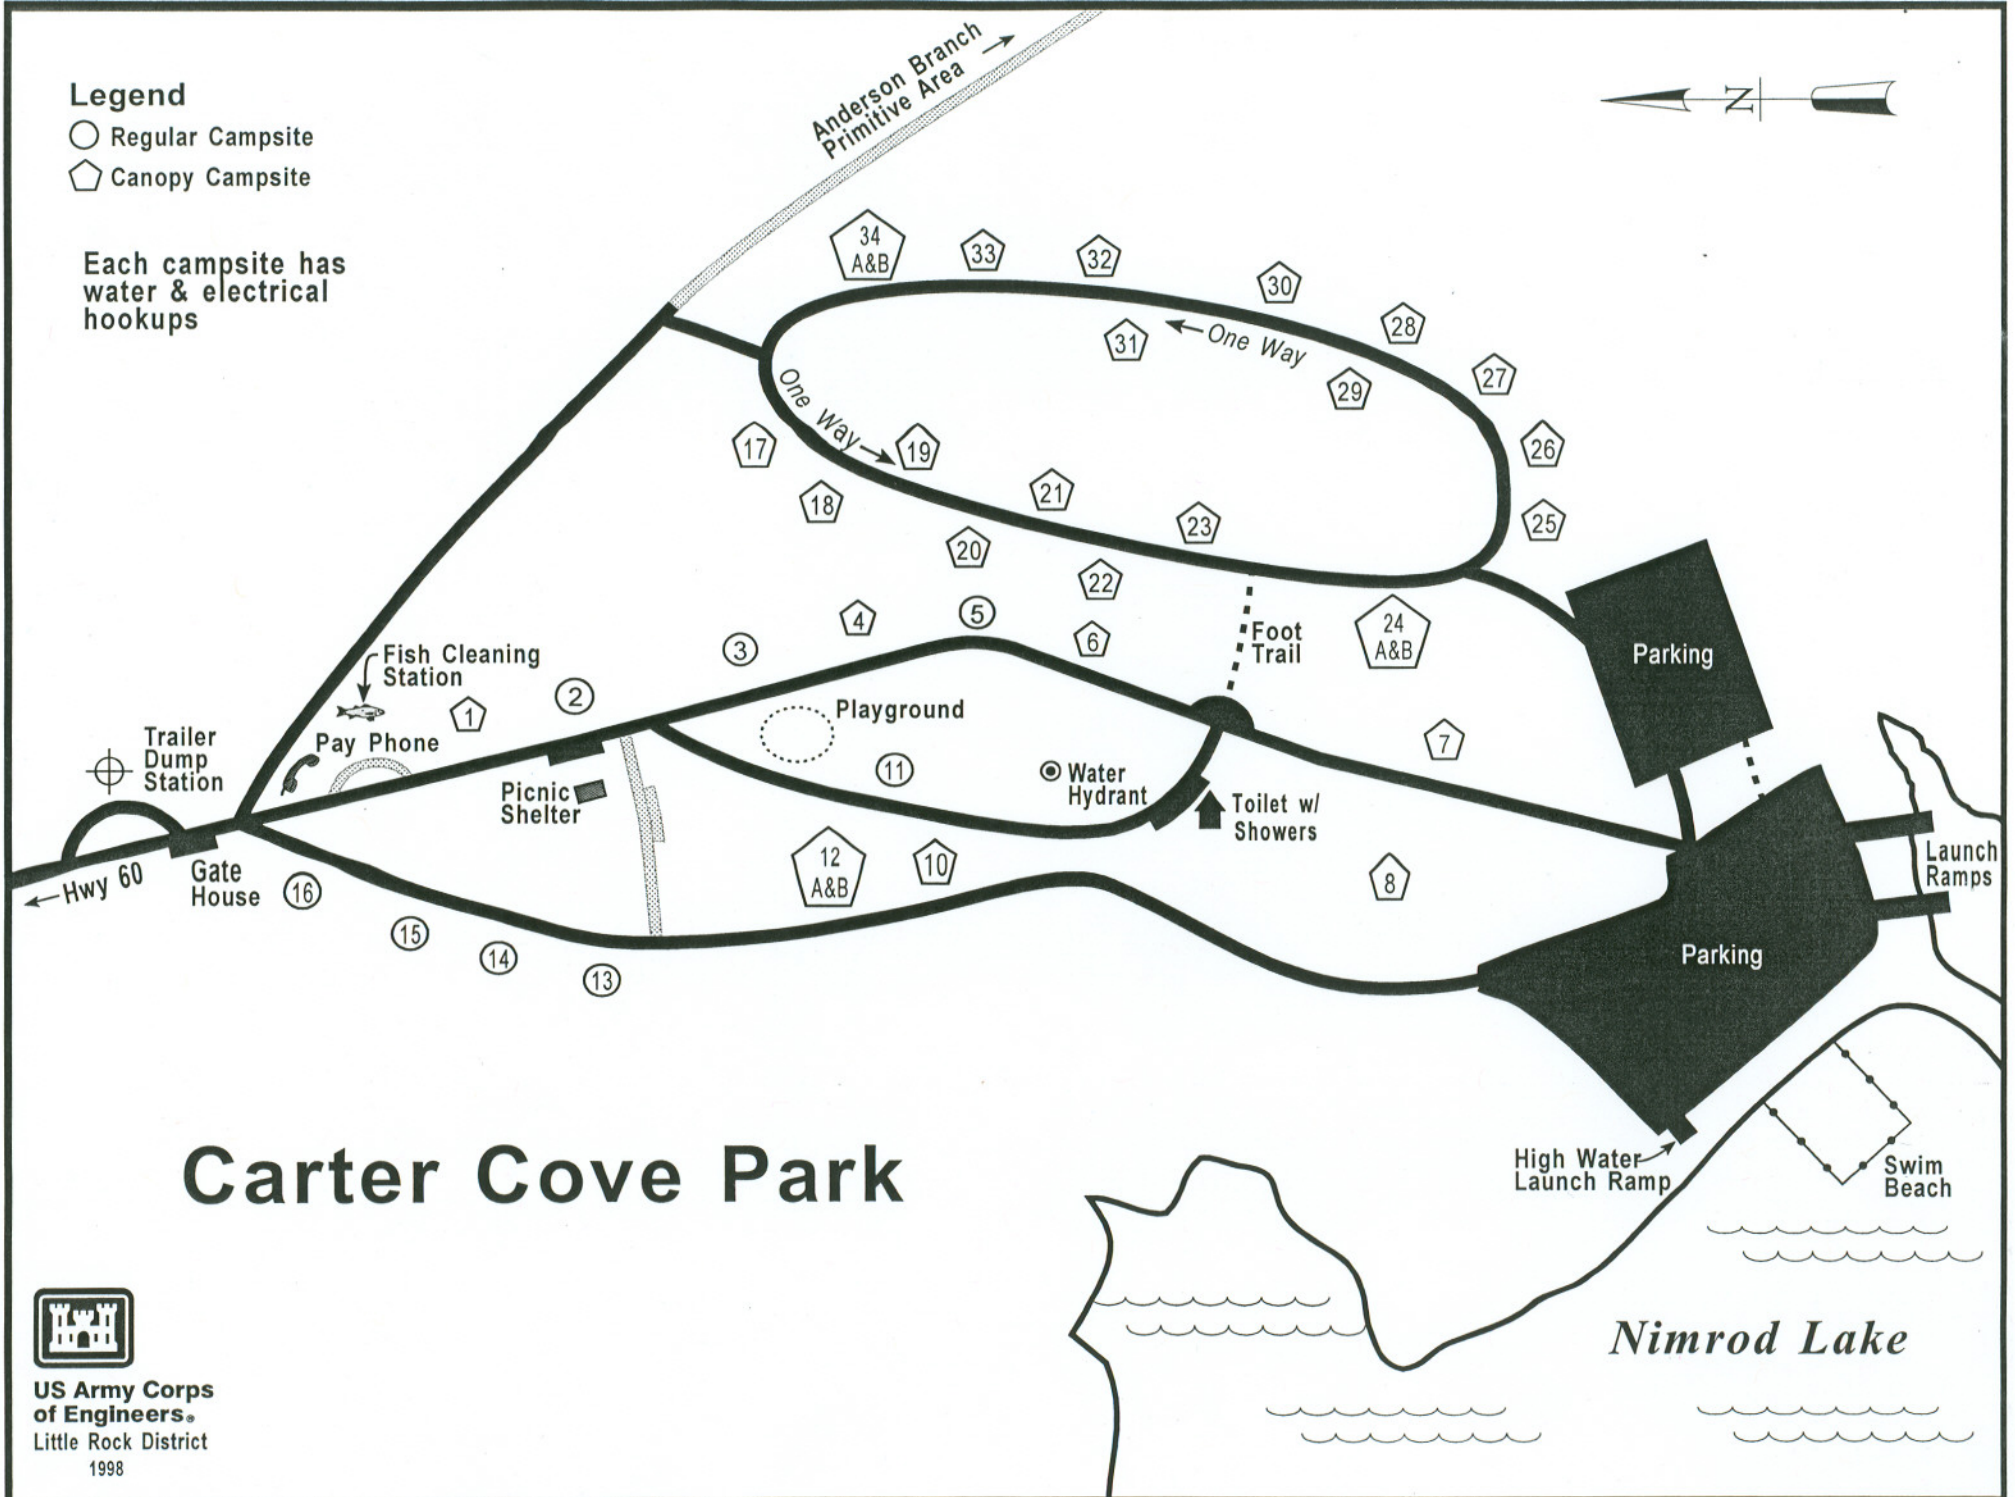 Legend
Regular Campsite
Canopy Campsite
Each campsite has
water & electrical
hookups
Anderson Branch
Primitive Area
N
34
A&B
33
32
30
28
27
26
25
31
29
One Way
One Way
17
18
19
20
21
22
23
24
A&B
Foot
Trail
Parking
Fish Cleaning
Station
Pay Phone
1
2
3
4
5
6
7
Playground
11
Water
Hydrant
Toilet w/
Showers
Trailer
Dump
Station
Picnic
Shelter
Gate
House
Hwy 60
12
A&B
10
8
16
15
14
13
Launch
Ramps
Parking
High Water
Launch Ramp
Swim
Beach
Carter Cove Park
Nimrod Lake
US Army Corps
of Engineers®
Little Rock District
1998